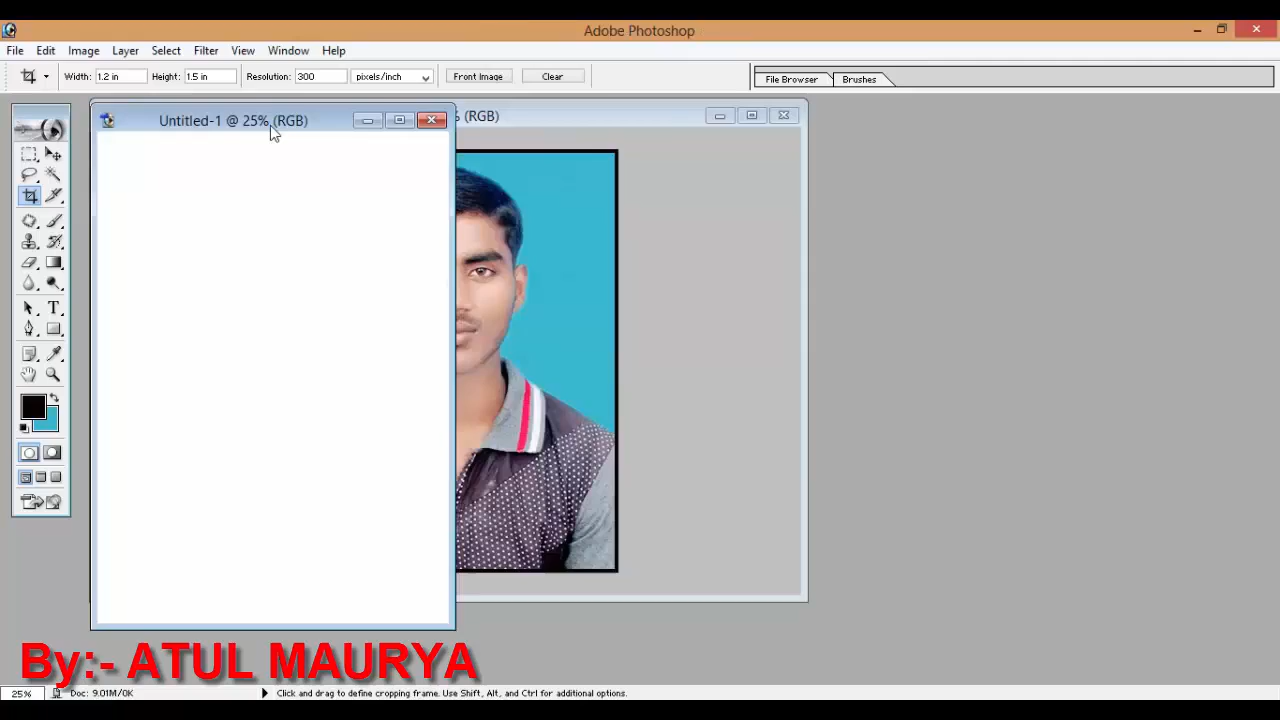 Adobe Photoshop
File Edit Image Layer Select Filter View Window Help
Width: 1.2 in Height: 1.5 in Resolution: 300 pixels/inch Front Image Clear File Browser Brushes
Untitled-1 @ 25% (RGB)
% (RGB)
T
By:- ATUL MAURYA
25% Doc: 9.01M/0K Click and drag to define cropping frame. Use Shift, Alt, and Ctrl for additional options.